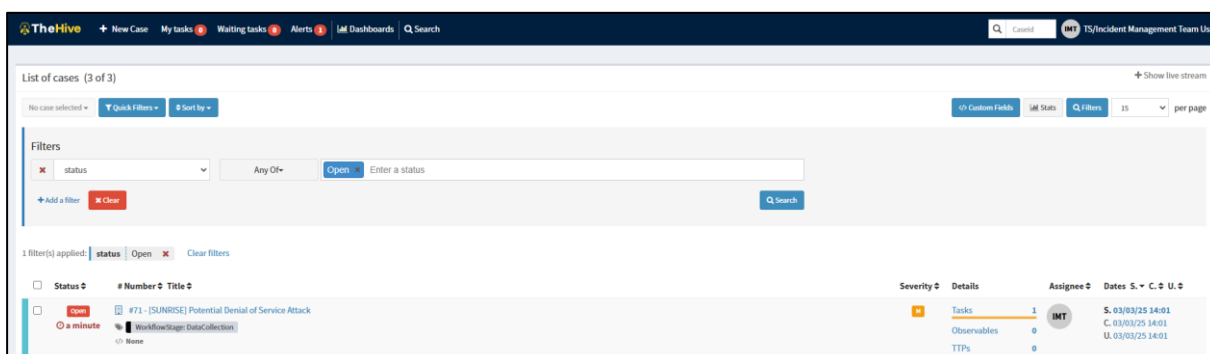 TheHive + New Case My tasks 0 Waiting tasks 0 Alerts 1 Dashboards Search CaseId IMT TS/Incident Management Team Us
List of cases (3 of 3) + Show live stream
No case selected Quick Filters Sort by </> Custom Fields Stats Filters 15 per page
Filters
status Any Of Open Enter a status
+ Add a filter Clear Search
1 filter(s) applied: status Open Clear filters
Status # Number Title Severity Details Assignee Dates S. C. U.
Open #71 - [SUNRISE] Potential Denial of Service Attack M Tasks 1 IMT S. 03/03/25 14:01
a minute WorkflowStage: DataCollection Observables 0 C. 03/03/25 14:01
</> None TTPs 0 U. 03/03/25 14:01